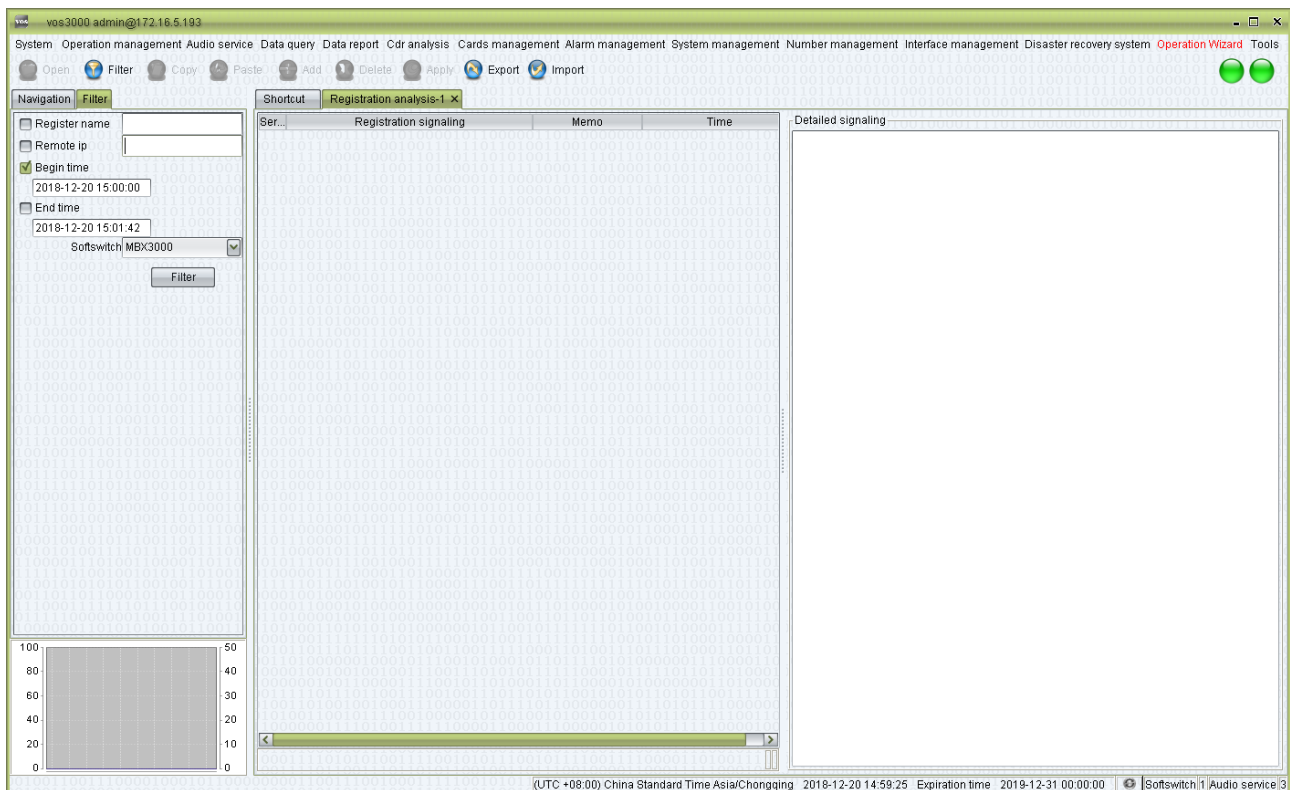 vos3000 admin@172.16.5.193
System Operation management Audio service Data query Data report Cdr analysis Cards management Alarm management System management Number management Interface management Disaster recovery system Operation Wizard Tools
Open Filter Copy Paste Add Delete Apply Export Import
Navigation Filter Shortcut Registration analysis-1
Register name
Remote ip
Begin time
2018-12-20 15:00:00
End time
2018-12-20 15:01:42
Softswitch MBX3000
Filter
Ser... Registration signaling Memo Time
Detailed signaling
100 50
80 40
60 30
40 20
20 10
0 0
(UTC +08:00) China Standard Time Asia/Chongqing 2018-12-20 14:59:25 Expiration time 2019-12-31 00:00:00 Softswitch 1 Audio service 3